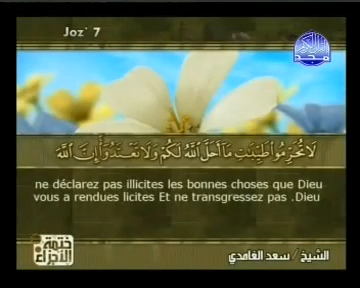 Joz' 7
لَا تُحَرِّمُوا طَيِّبَاتِ مَا أَحَلَّ اللَّهُ لَكُمْ وَلَا تَعْتَدُوا إِنَّ اللَّهَ
ne déclarez pas illicites les bonnes choses que Dieu
vous a rendues licites Et ne transgressez pas .Dieu
ختمة
الأجزاء
الشيخ / سعد الغامدي